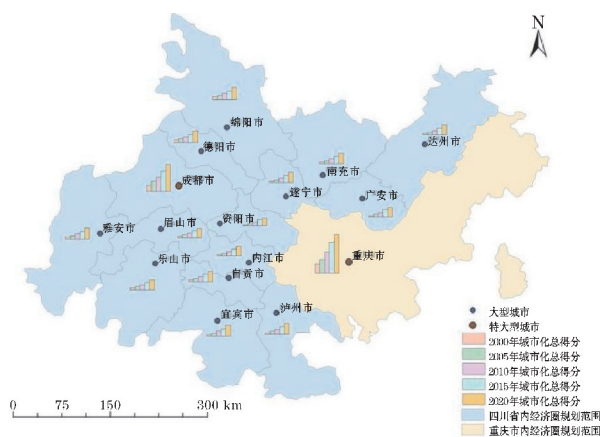 N
绵阳市
德阳市
达州市
成都市
南充市
遂宁市
广安市
资阳市
眉山市
雅安市
重庆市
乐山市
内江市
自贡市
泸州市
宜宾市
大型城市
特大型城市
2000年城市化总得分
2005年城市化总得分
2010年城市化总得分
2015年城市化总得分
2020年城市化总得分
四川省内经济圈规划范围
重庆市内经济圈规划范围
0 75 150 300 km